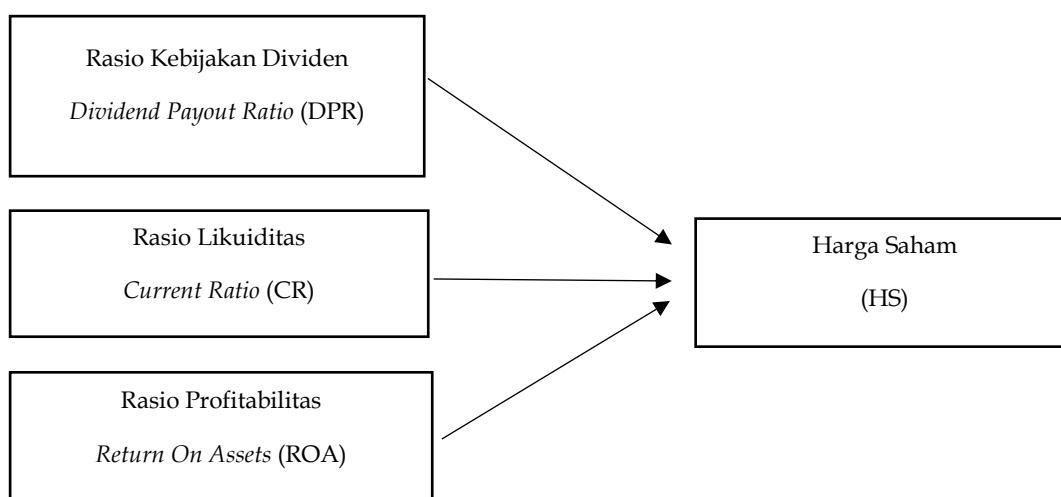 Rasio Kebijakan Dividen
Dividend Payout Ratio (DPR)
Rasio Likuiditas
Current Ratio (CR)
Rasio Profitabilitas
Return On Assets (ROA)
Harga Saham
(HS)